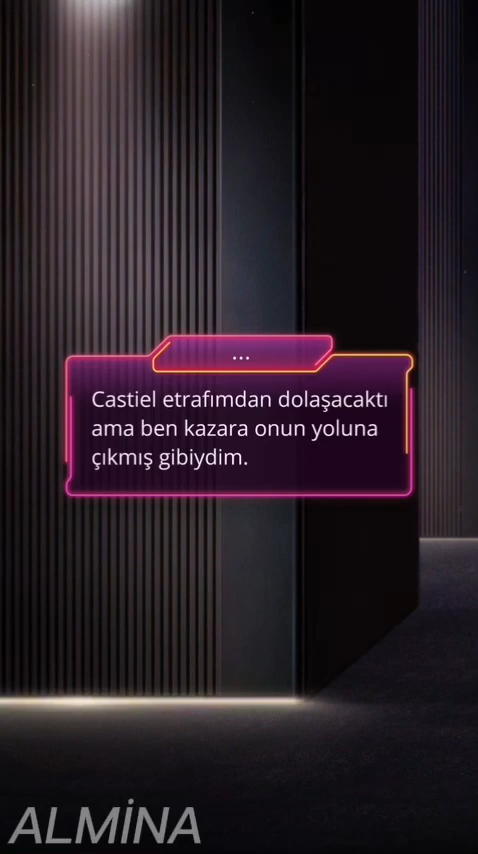 ...
Castiel etrafımdan dolaşacaktı
ama ben kazara onun yoluna
çıkmış gibiydim.
ALMİNA